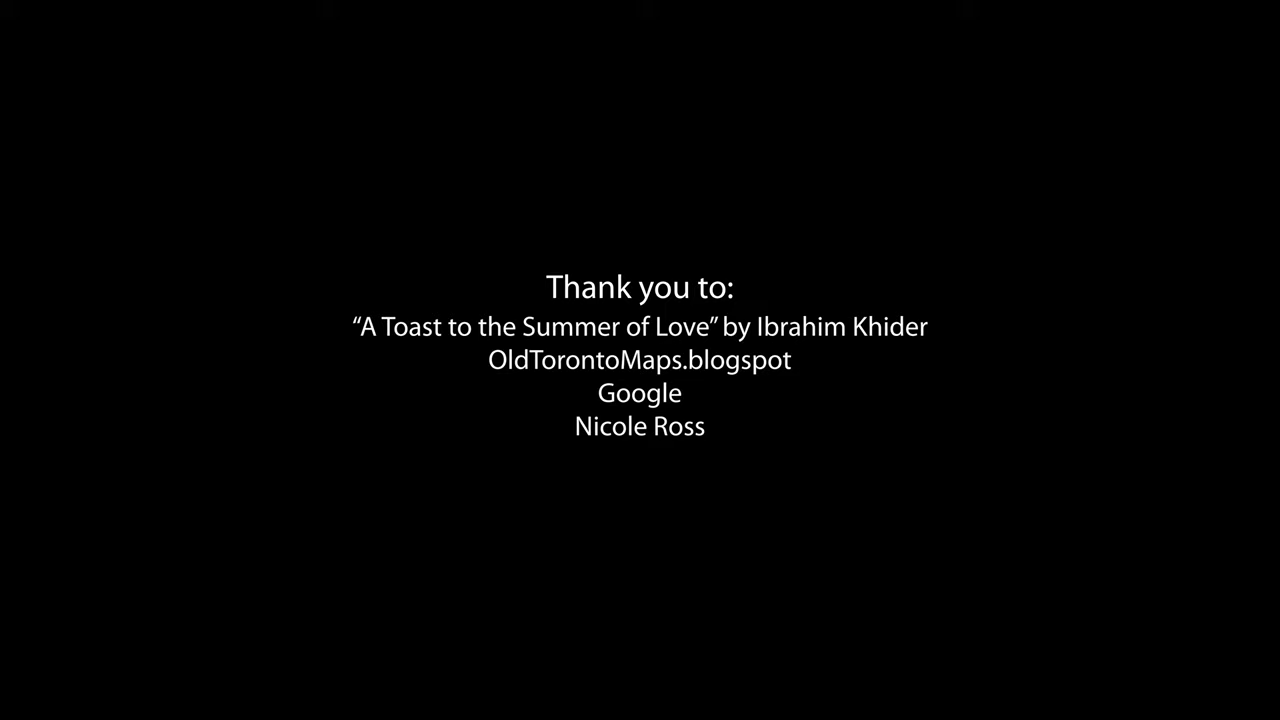 Thank you to:
“A Toast to the Summer of Love” by Ibrahim Khider
OldTorontoMaps.blogspot
Google
Nicole Ross